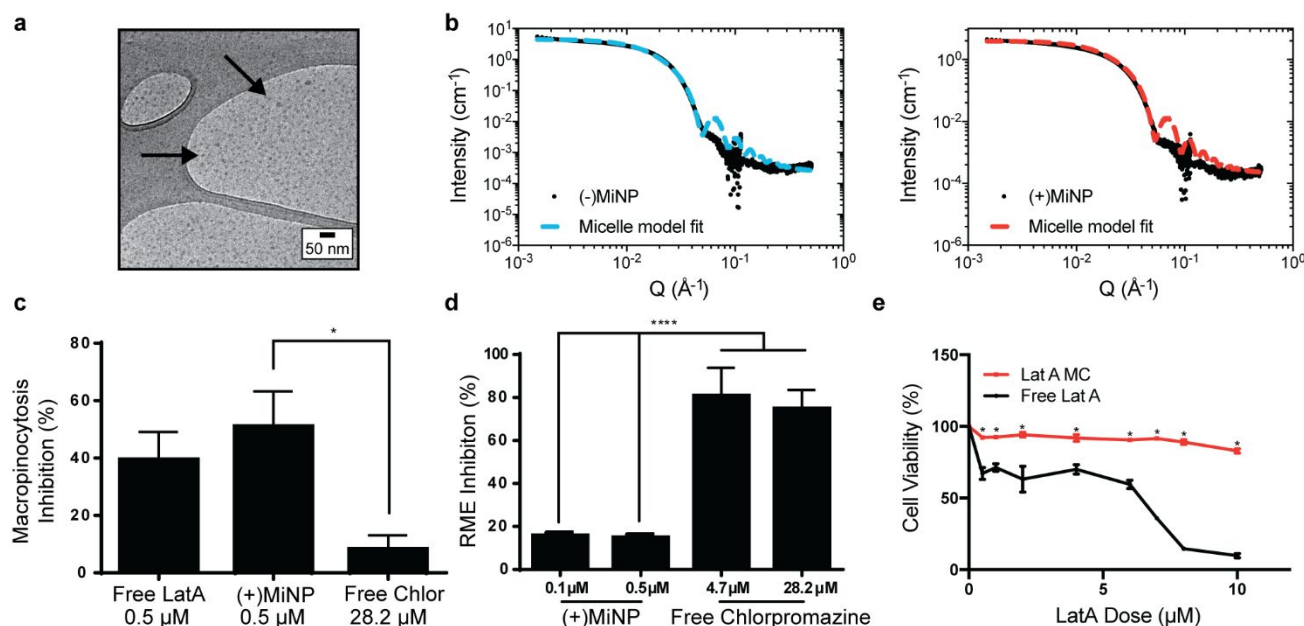 a
50 nm
b
Intensity (cm⁻¹)
10²
10¹
10⁰
10⁻¹
10⁻²
10⁻³
10⁻⁴
10⁻⁵
10⁻⁶
(-)MiNP
Micelle model fit
10⁻³
10⁻²
10⁻¹
10⁰
Q (Å⁻¹)
Intensity (cm⁻¹)
10⁰
10⁻²
10⁻⁴
10⁻⁶
(+)MiNP
Micelle model fit
10⁻³
10⁻²
10⁻¹
10⁰
Q (Å⁻¹)
c
Macropinocytosis
Inhibition (%)
80
60
40
20
0
*
Free LatA
0.5 µM
(+)MiNP
0.5 µM
Free Chlor
28.2 µM
d
RME Inhibiton (%)
100
80
60
40
20
0
****
0.1µM
0.5µM
4.7µM
28.2µM
(+)MiNP
Free Chlorpromazine
e
Cell Viability (%)
150
100
50
0
Lat A MC
Free Lat A
* * * * * * * *
0
5
10
LatA Dose (µM)